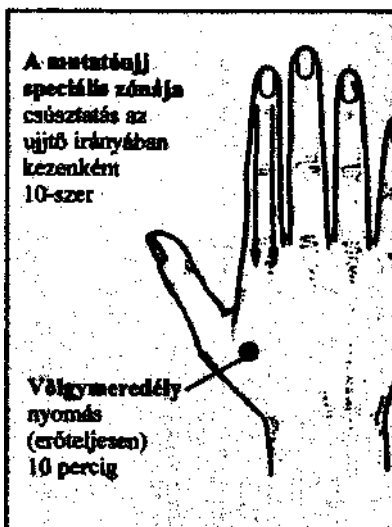 A mutatóujj
speciális zónája
csúsztatás az
ujjtő irányában
kezenként
10-szer
Völgymeredély
nyomás
(erőteljesen)
10 percig